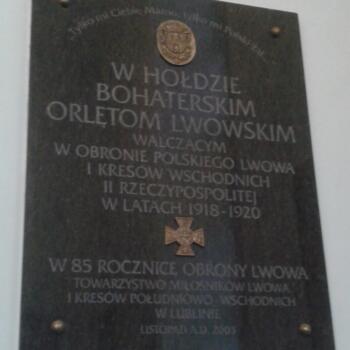 „Tylko mi Ciebie, Mamo, tylko mi Polski żal..."
W HOŁDZIE
BOHATERSKIM
ORLĘTOM LWOWSKIM
WALCZĄCYM
W OBRONIE POLSKIEGO LWOWA
I KRESÓW WSCHODNICH
II RZECZYPOSPOLITEJ
W LATACH 1918-1920
W 85 ROCZNICĘ OBRONY LWOWA
TOWARZYSTWO MIŁOŚNIKÓW LWOWA
I KRESÓW POŁUDNIOWO-WSCHODNICH
W LUBLINIE
LISTOPAD A.D. 2003